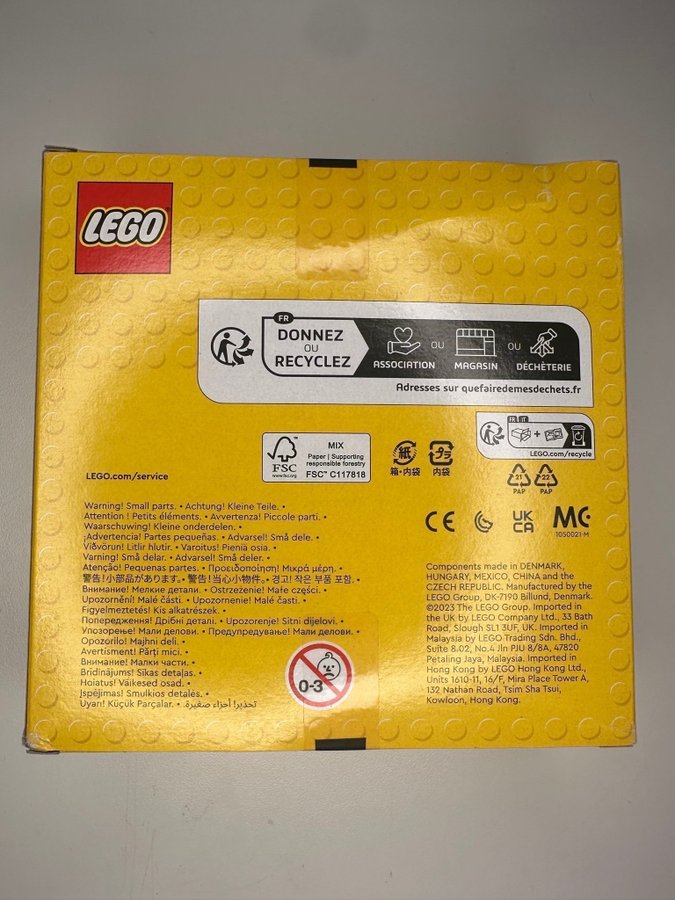 LEGO
FR
DONNEZ
OU
RECYCLEZ
ASSOCIATION
OU
MAGASIN
OU
DÉCHÈTERIE
Adresses sur quefairedemesdechets.fr
FR IT
+
LEGO.com/recycle
FSC
www.fsc.org
MIX
Paper | Supporting
responsible forestry
FSC™ C117818
紙
箱・内袋
プラ
内袋
21
PAP
22
PAP
LEGO.com/service
CE
UK
CA
1050021-M
Warning! Small parts. • Achtung! Kleine Teile. •
Attention ! Petits éléments. • Avvertenza! Piccole parti. •
Waarschuwing! Kleine onderdelen. •
¡Advertencia! Partes pequeñas. • Advarsel! Små dele. •
Viðvörun! Litlir hlutir. • Varoitus! Pieniä osia. •
Varning! Små delar. • Advarsel! Små deler. •
Atenção! Pequenas partes. • Προειδοποίηση! Μικρά μέρη. •
警告!小部品があります。• 警告!当心小物件。• 경고! 작은 부품 포함. •
Внимание! Мелкие детали. • Ostrzeżenie! Małe części. •
Upozornění! Malé části. • Upozornenie! Malé časti. •
Figyelmeztetés! Kis alkatrészek. •
Попередження! Дрібні деталі. • Upozorenje! Sitni dijelovi. •
Упозорење! Мали делови. • Предупредување! Мали делови. •
Opozorilo! Majhni deli. •
Avertisment! Părți mici. •
Внимание! Малки части. •
Brīdinājums! Sīkas detaļas. •
Hoiatus! Väikesed osad. •
Įspėjimas! Smulkios detalės. •
Uyarı! Küçük Parçalar. • تحذير! أجزاء صغيرة. •
0-3
Components made in DENMARK,
HUNGARY, MEXICO, CHINA and the
CZECH REPUBLIC. Manufactured by
LEGO Group, DK-7190 Billund, Denmark.
©2023 The LEGO Group. Imported in
the UK by LEGO Company Ltd., 33 Bath
Road, Slough SL1 3UF, UK. Imported in
Malaysia by LEGO Trading Sdn. Bhd.,
Suite 8.02, No.4 Jln PJU 8/8A, 47820
Petaling Jaya, Malaysia. Imported in
Hong Kong by LEGO Hong Kong Ltd.,
Units 1610-11, 16/F, Mira Place Tower A,
132 Nathan Road, Tsim Sha Tsui,
Kowloon, Hong Kong.